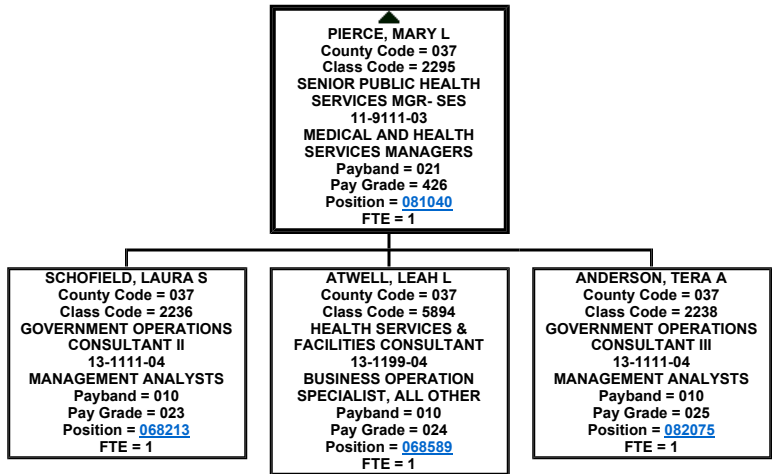 PIERCE, MARY L
County Code = 037
Class Code = 2295
SENIOR PUBLIC HEALTH
SERVICES MGR- SES
11-9111-03
MEDICAL AND HEALTH
SERVICES MANAGERS
Payband = 021
Pay Grade = 426
Position = 081040
FTE = 1
SCHOFIELD, LAURA S
County Code = 037
Class Code = 2236
GOVERNMENT OPERATIONS
CONSULTANT II
13-1111-04
MANAGEMENT ANALYSTS
Payband = 010
Pay Grade = 023
Position = 068213
FTE = 1
ATWELL, LEAH L
County Code = 037
Class Code = 5894
HEALTH SERVICES &
FACILITIES CONSULTANT
13-1199-04
BUSINESS OPERATION
SPECIALIST, ALL OTHER
Payband = 010
Pay Grade = 024
Position = 068589
FTE = 1
ANDERSON, TERA A
County Code = 037
Class Code = 2238
GOVERNMENT OPERATIONS
CONSULTANT III
13-1111-04
MANAGEMENT ANALYSTS
Payband = 010
Pay Grade = 025
Position = 082075
FTE = 1